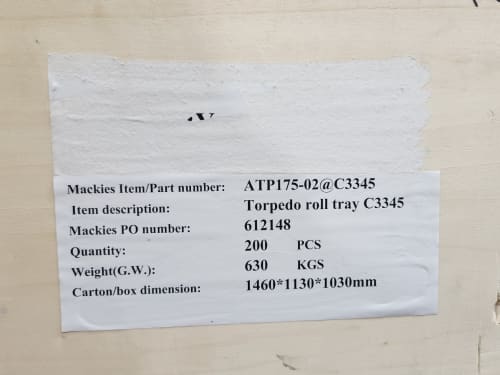 Mackies Item/Part number: ATP175-02@C3345
Item description: Torpedo roll tray C3345
Mackies PO number: 612148
Quantity: 200 PCS
Weight(G.W.): 630 KGS
Carton/box dimension: 1460*1130*1030mm